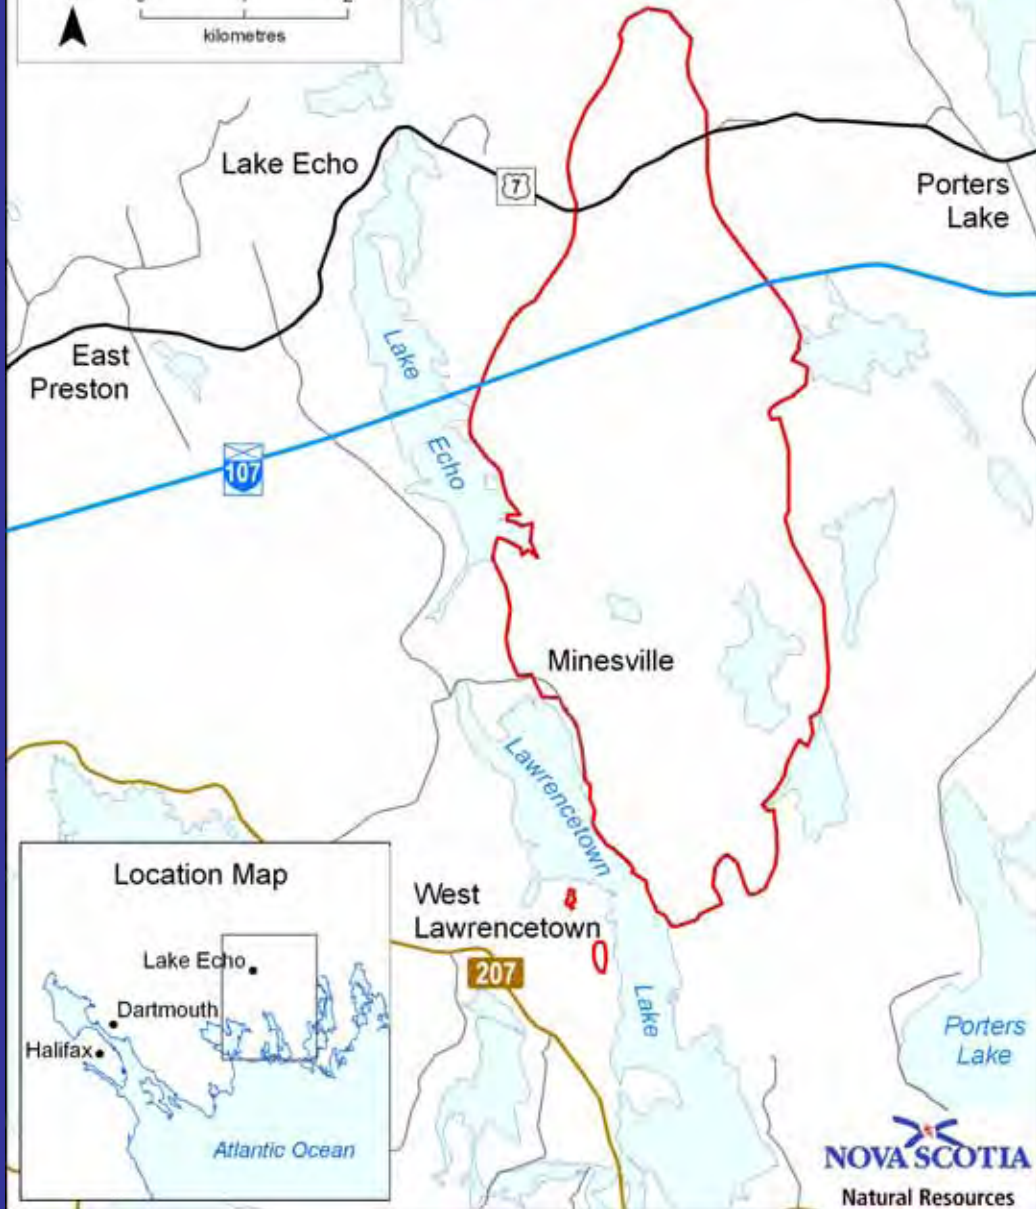 kilometres
Lake Echo
7
Porters
Lake
East
Preston
Lake
Echo
107
Minesville
Lawrencetown
Lake
West
Lawrencetown
207
Porters
Lake
Location Map
Lake Echo
Dartmouth
Halifax
Atlantic Ocean
NOVA SCOTIA
Natural Resources